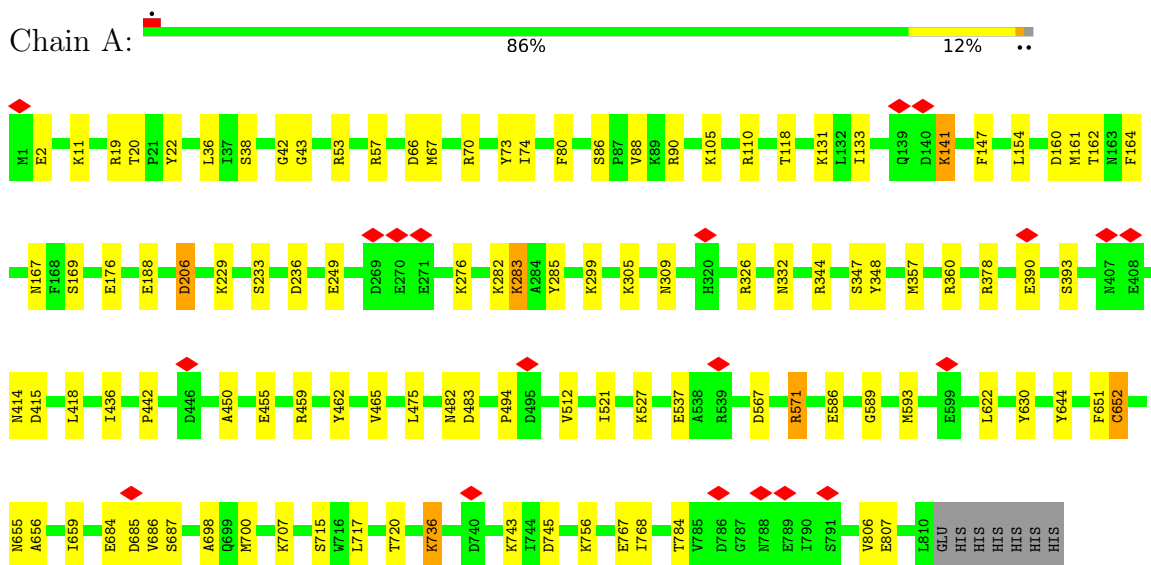 Chain A:
86% 12%
M1 E2 K11 R19 T20 P21 Y22 L36 I37 S38 G42 G43 R53 R57 D66 M67 R70 Y73 I74 F80 S86 P87 V88 K89 R90 K105 R110 T118 K131 L132 I133 Q139 D140 K141 F147 L154 D160 M161 T162 N163 F164
N167 F168 S169 E176 E188 D206 K229 S233 D236 E249 D269 E270 E271 K276 K282 K283 A284 Y285 K299 K305 N309 H320 R326 N332 R344 S347 Y348 M357 R360 R378 E390 S393 N407 E408
N414 D415 L418 I436 P442 D446 A450 E455 R459 Y462 V465 L475 N482 D483 P494 D495 V512 I521 K527 E537 A538 R539 D567 R571 E586 G589 M593 E599 L622 Y630 Y644 F651 C652
N655 A656 I659 E684 D685 V686 S687 A698 Q699 M700 K707 S715 W716 L717 T720 K736 D740 K743 I744 D745 K756 E767 I768 T784 V785 D786 G787 N788 E789 I790 S791 V806 E807 L810 GLU HIS HIS HIS HIS HIS HIS